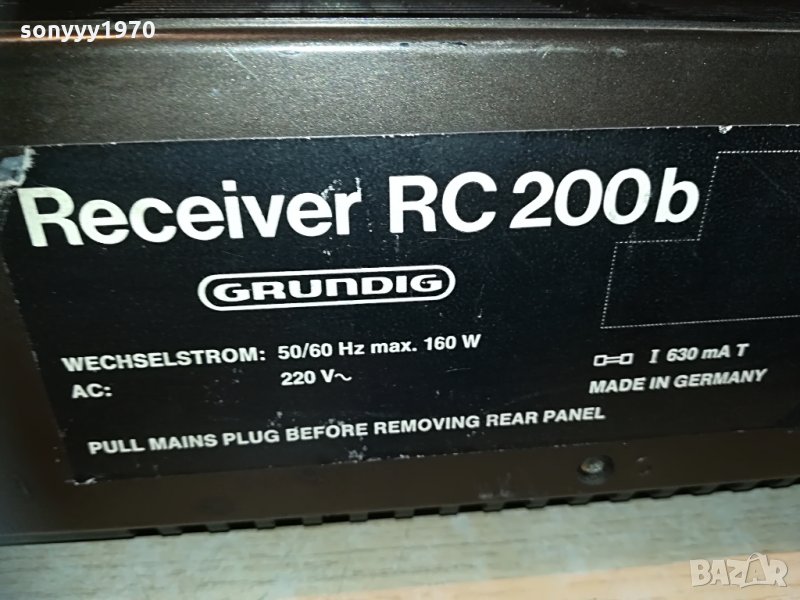 sonyyy1970
Receiver RC 200b
GRUNDIG
WECHSELSTROM: 50/60 Hz max. 160 W
AC: 220 V~
I 630 mA T
MADE IN GERMANY
PULL MAINS PLUG BEFORE REMOVING REAR PANEL
BAZAR